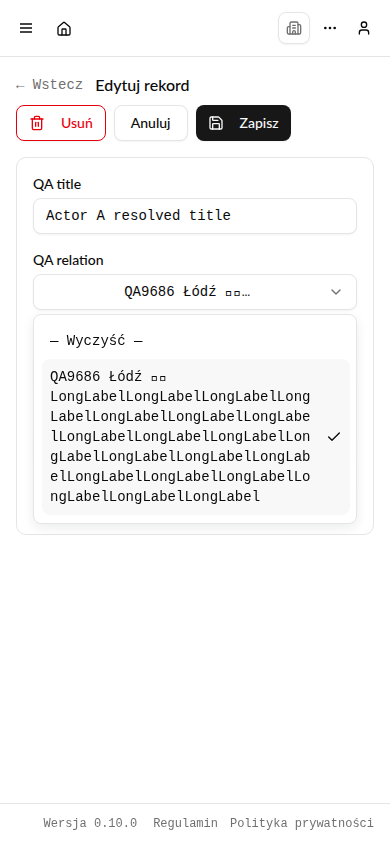 ← Wstecz Edytuj rekord
Usuń Anuluj Zapisz
QA title
Actor A resolved title
QA relation
QA9686 Łódź …
— Wyczyść —
QA9686 Łódź
LongLabelLongLabelLongLabelLong
LabelLongLabelLongLabelLongLabe
lLongLabelLongLabelLongLabelLon
gLabelLongLabelLongLabelLongLab
elLongLabelLongLabelLongLabelLo
ngLabelLongLabelLongLabel
Wersja 0.10.0 Regulamin Polityka prywatności